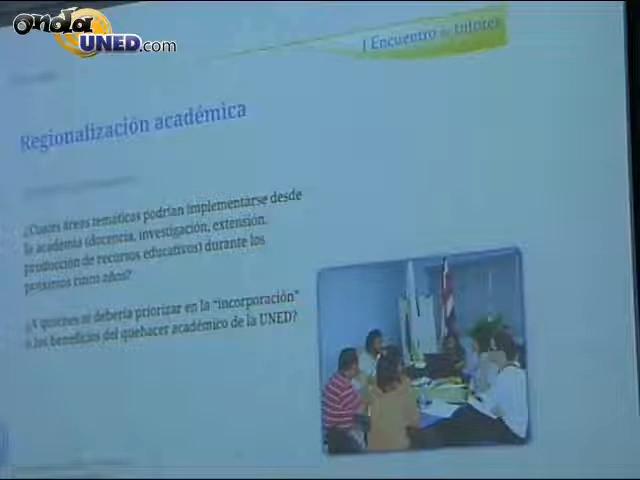 onda
UNED.com
I Encuentro de tutores
Regionalización académica
¿Cuáles áreas temáticas podrían implementarse desde
la academia (docencia, investigación, extensión,
producción de recursos educativos) durante los
próximos cinco años?
¿A quiénes se debería priorizar en la "incorporación"
a los beneficios del quehacer académico de la UNED?